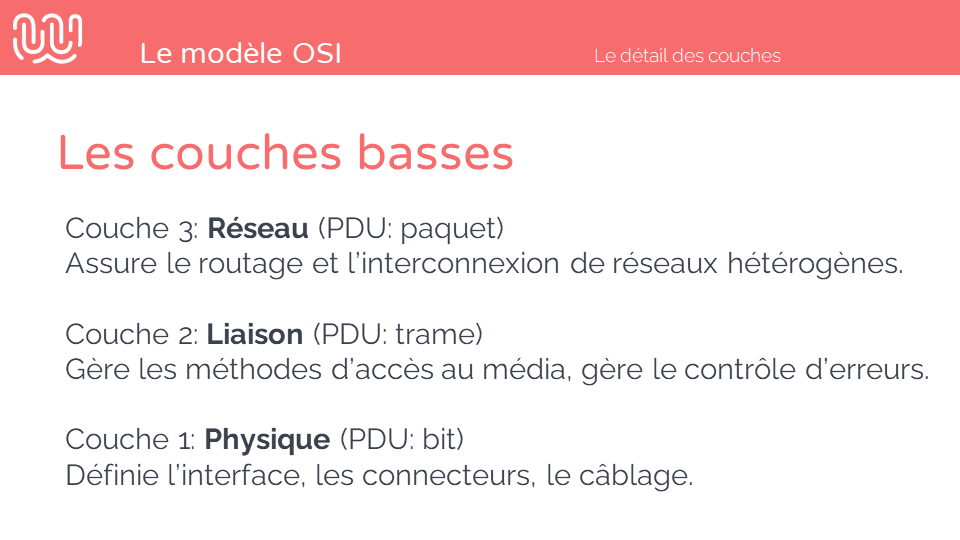 Le modèle OSI
Le détail des couches
Les couches basses
Couche 3: Réseau (PDU: paquet)
Assure le routage et l’interconnexion de réseaux hétérogènes.
Couche 2: Liaison (PDU: trame)
Gère les méthodes d’accès au média, gère le contrôle d’erreurs.
Couche 1: Physique (PDU: bit)
Définie l’interface, les connecteurs, le câblage.